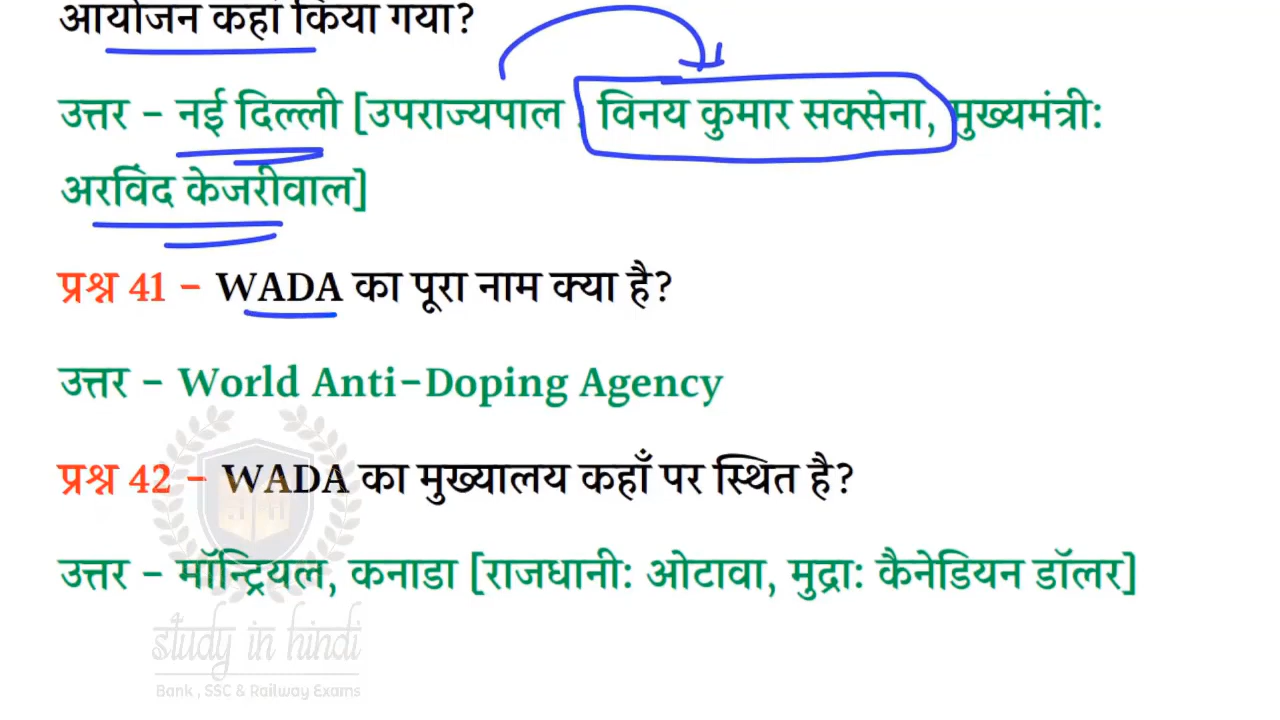 आयोजन कहां किया गया?
उत्तर - नई दिल्ली [उपराज्यपाल : विनय कुमार सक्सेना, मुख्यमंत्री:
अरविंद केजरीवाल]
प्रश्न 41 - WADA का पूरा नाम क्या है?
उत्तर - World Anti-Doping Agency
प्रश्न 42 - WADA का मुख्यालय कहाँ पर स्थित है?
उत्तर - मॉन्ट्रियल, कनाडा [राजधानी: ओटावा, मुद्रा: कैनेडियन डॉलर]
study in hindi
Bank , SSC & Railway Exams